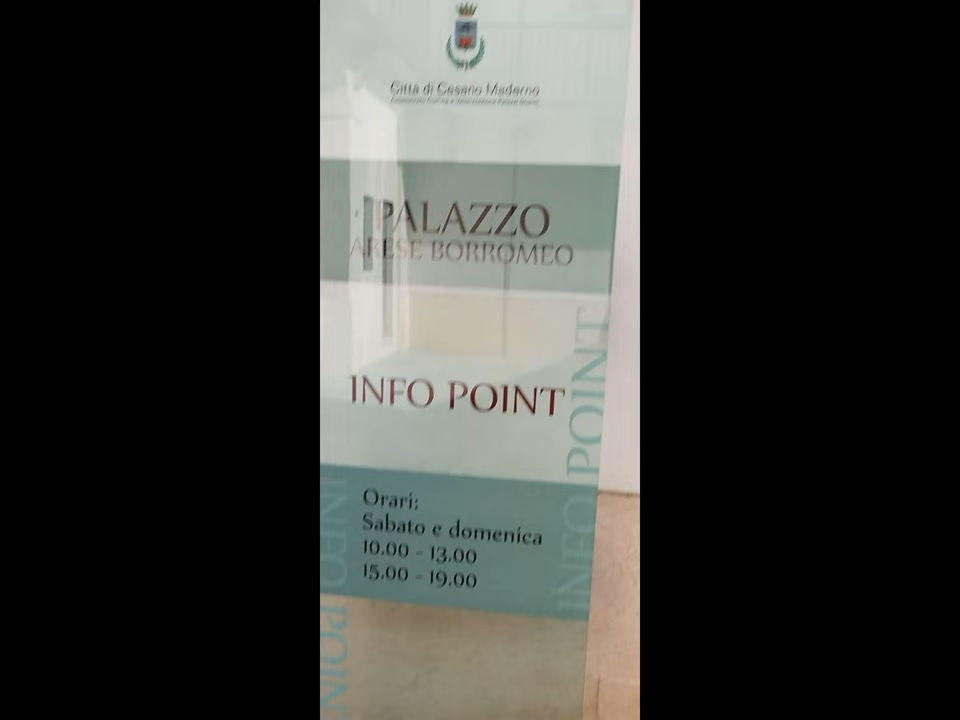 Città di Cesano Maderno
PALAZZO
ARESE BORROMEO
INFO POINT
INFO POINT
Orari:
Sabato e domenica
10.00 - 13.00
15.00 - 19.00
INFO POINT